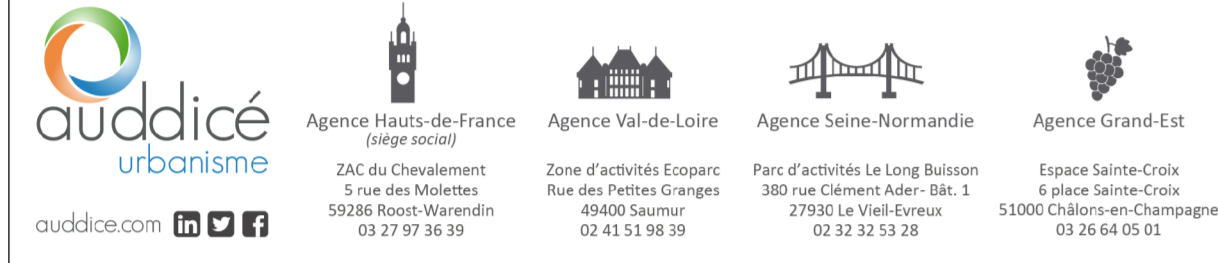 auddicé
urbanisme
auddice.com
Agence Hauts-de-France
(siège social)
ZAC du Chevalement
5 rue des Molettes
59286 Roost-Warendin
03 27 97 36 39
Agence Val-de-Loire
Zone d'activités Ecoparc
Rue des Petites Granges
49400 Saumur
02 41 51 98 39
Agence Seine-Normandie
Parc d'activités Le Long Buisson
380 rue Clément Ader- Bât. 1
27930 Le Vieil-Evreux
02 32 32 53 28
Agence Grand-Est
Espace Sainte-Croix
6 place Sainte-Croix
51000 Châlons-en-Champagne
03 26 64 05 01